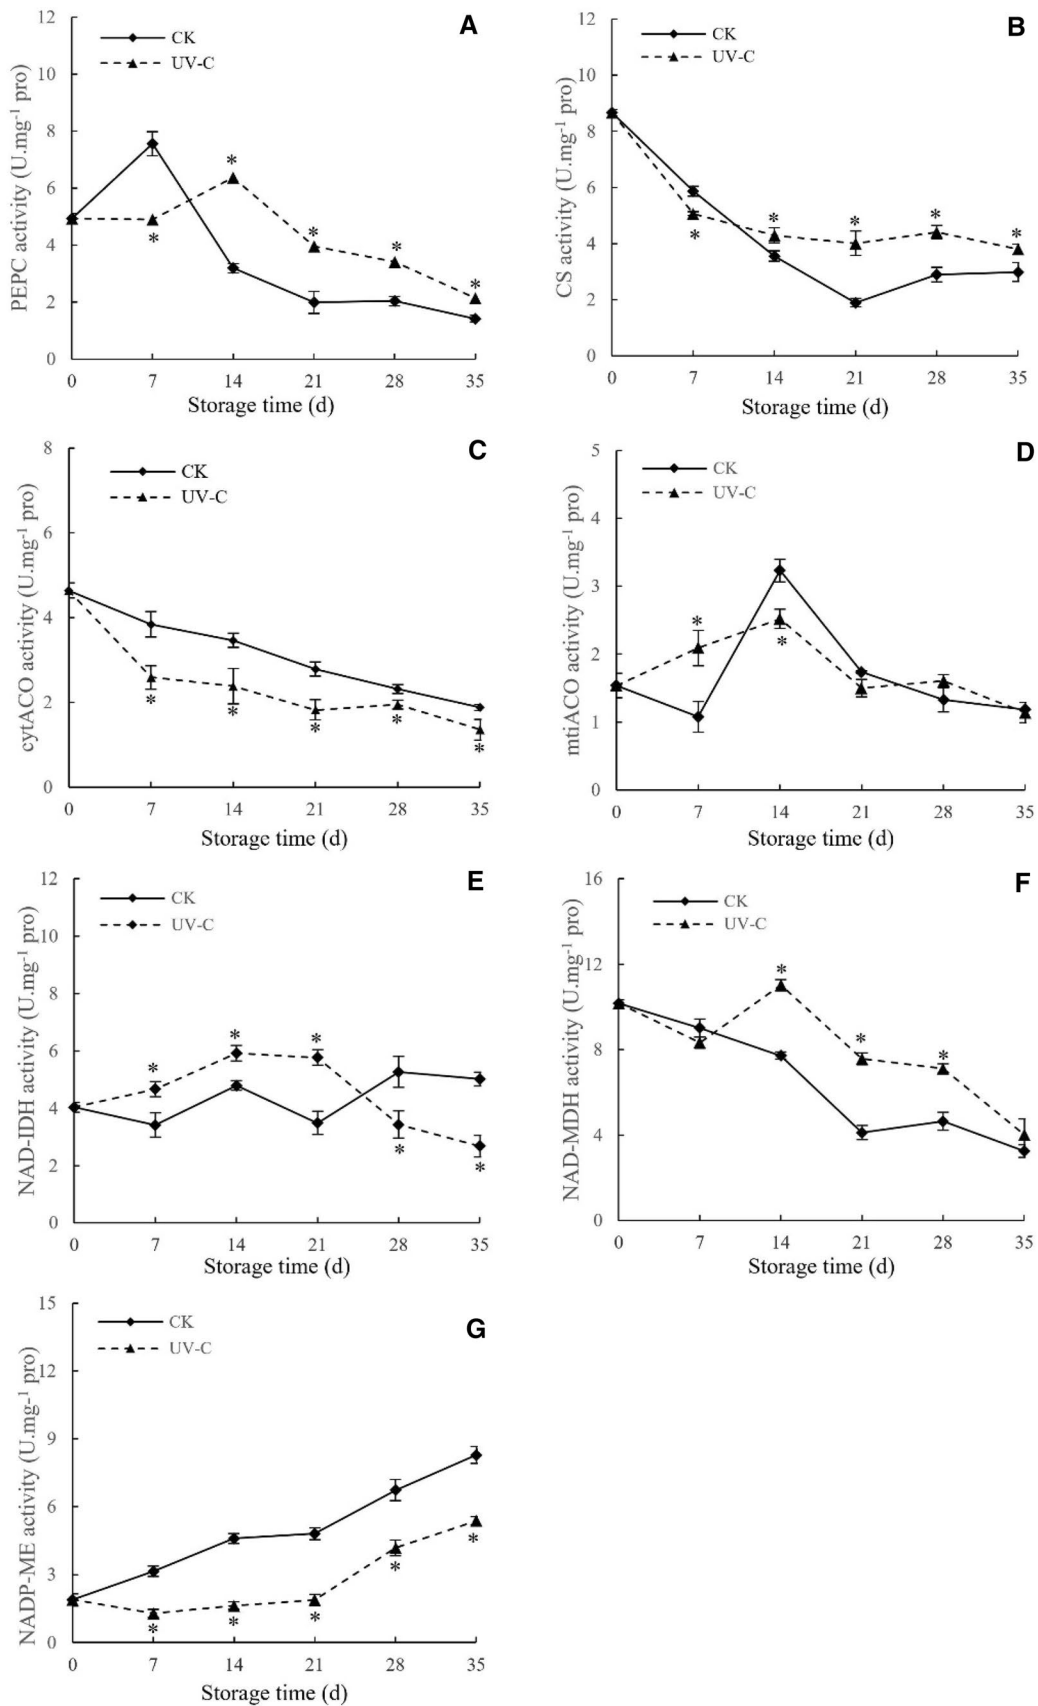 A
CK
UV-C
PEPC activity (U.mg⁻¹ pro)
12
10
8
6
4
2
0
* * * * *
0 7 14 21 28 35
Storage time (d)
B
CK
UV-C
CS activity (U.mg⁻¹ pro)
12
10
8
6
4
2
0
* * * * *
0 7 14 21 28 35
Storage time (d)
C
CK
UV-C
cytACO activity (U.mg⁻¹ pro)
8
6
4
2
0
* * * * *
0 7 14 21 28 35
Storage time (d)
D
CK
UV-C
mtiACO activity (U.mg⁻¹ pro)
5
4
3
2
1
0
* *
0 7 14 21 28 35
Storage time (d)
E
CK
UV-C
NAD-IDH activity (U.mg⁻¹ pro)
12
10
8
6
4
2
0
* * * * *
0 7 14 21 28 35
Storage time (d)
F
CK
UV-C
NAD-MDH activity (U.mg⁻¹ pro)
16
12
8
4
0
* * *
0 7 14 21 28 35
Storage time (d)
G
CK
UV-C
NADP-ME activity (U.mg⁻¹ pro)
15
12
9
6
3
0
* * * * *
0 7 14 21 28 35
Storage time (d)